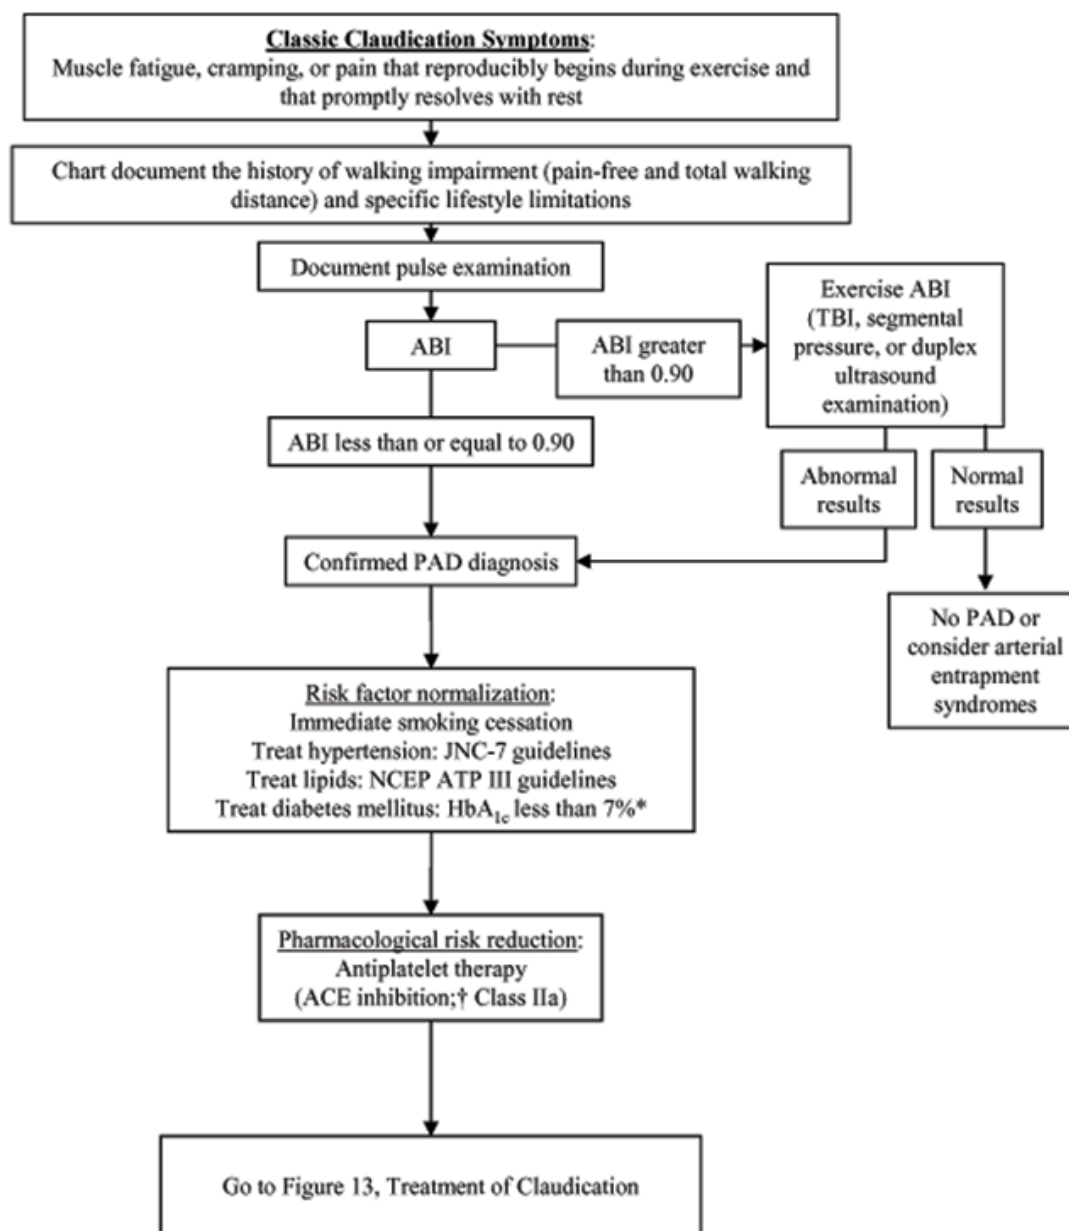 Classic Claudication Symptoms:
Muscle fatigue, cramping, or pain that reproducibly begins during exercise and
that promptly resolves with rest
Chart document the history of walking impairment (pain-free and total walking
distance) and specific lifestyle limitations
Document pulse examination
ABI
ABI greater
than 0.90
Exercise ABI
(TBI, segmental
pressure, or duplex
ultrasound
examination)
ABI less than or equal to 0.90
Abnormal
results
Normal
results
Confirmed PAD diagnosis
No PAD or
consider arterial
entrapment
syndromes
Risk factor normalization:
Immediate smoking cessation
Treat hypertension: JNC-7 guidelines
Treat lipids: NCEP ATP III guidelines
Treat diabetes mellitus: HbA1c less than 7%*
Pharmacological risk reduction:
Antiplatelet therapy
(ACE inhibition;† Class IIa)
Go to Figure 13, Treatment of Claudication